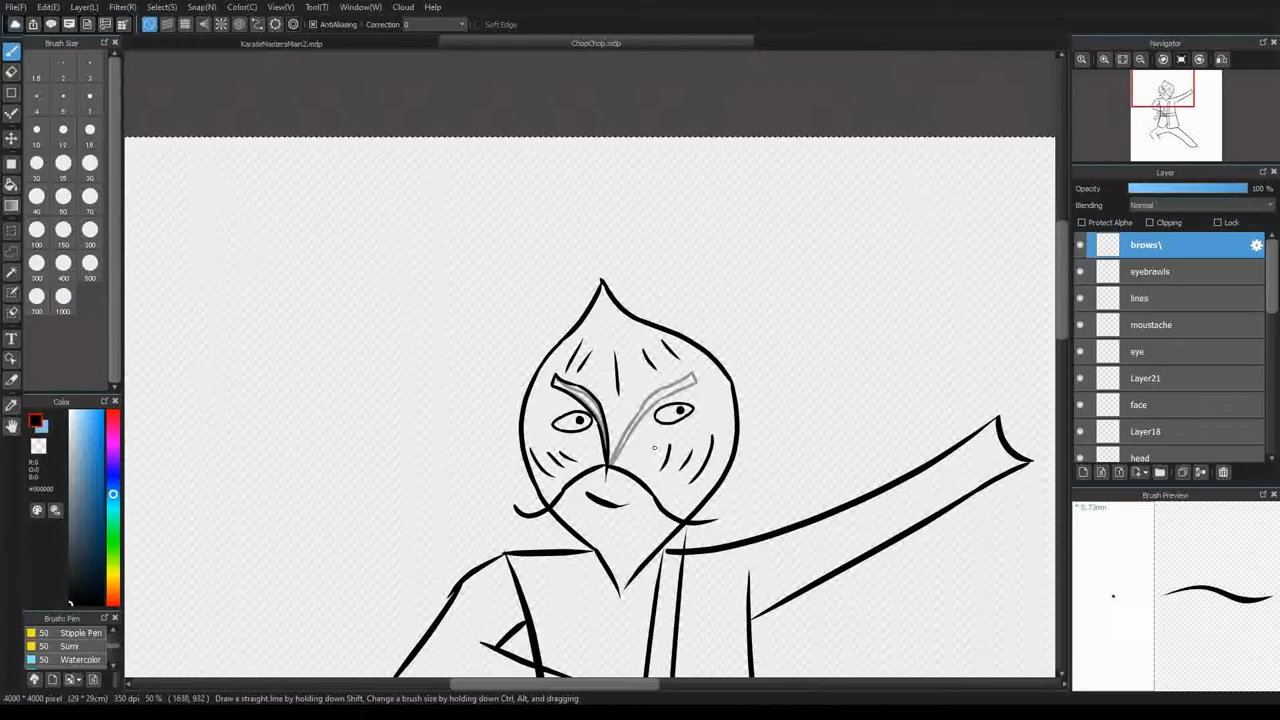 File(F) Edit(E) Layer(L) Filter(R) Select(S) Snap(N) Color(C) View(V) Tool(T) Window(W) Cloud Help
AntiAliasing Correction 0 Soft Edge
Brush Size
KarateMastersMain2.mdp
ChopChop.mdp
Navigator
1.5 2 3
4 5 7
10 12 15
20 25 30
40 50 70
100 150 200
300 400 500
700 1000
Layer
Opacity 100 %
Blending Normal
Protect Alpha Clipping Lock
brows\
eyebrawls
lines
moustache
eye
Layer21
face
Layer18
head
Color
R:0
G:0
B:0
#000000
Brush Preview
* 0.73mm
Brush: Pen
50 Stipple Pen
50 Sumi
50 Watercolor
4000 * 4000 pixel (29 * 29cm) 350 dpi 50 % ( 1638, 932 ) Draw a straight line by holding down Shift, Change a brush size by holding down Ctrl, Alt, and dragging